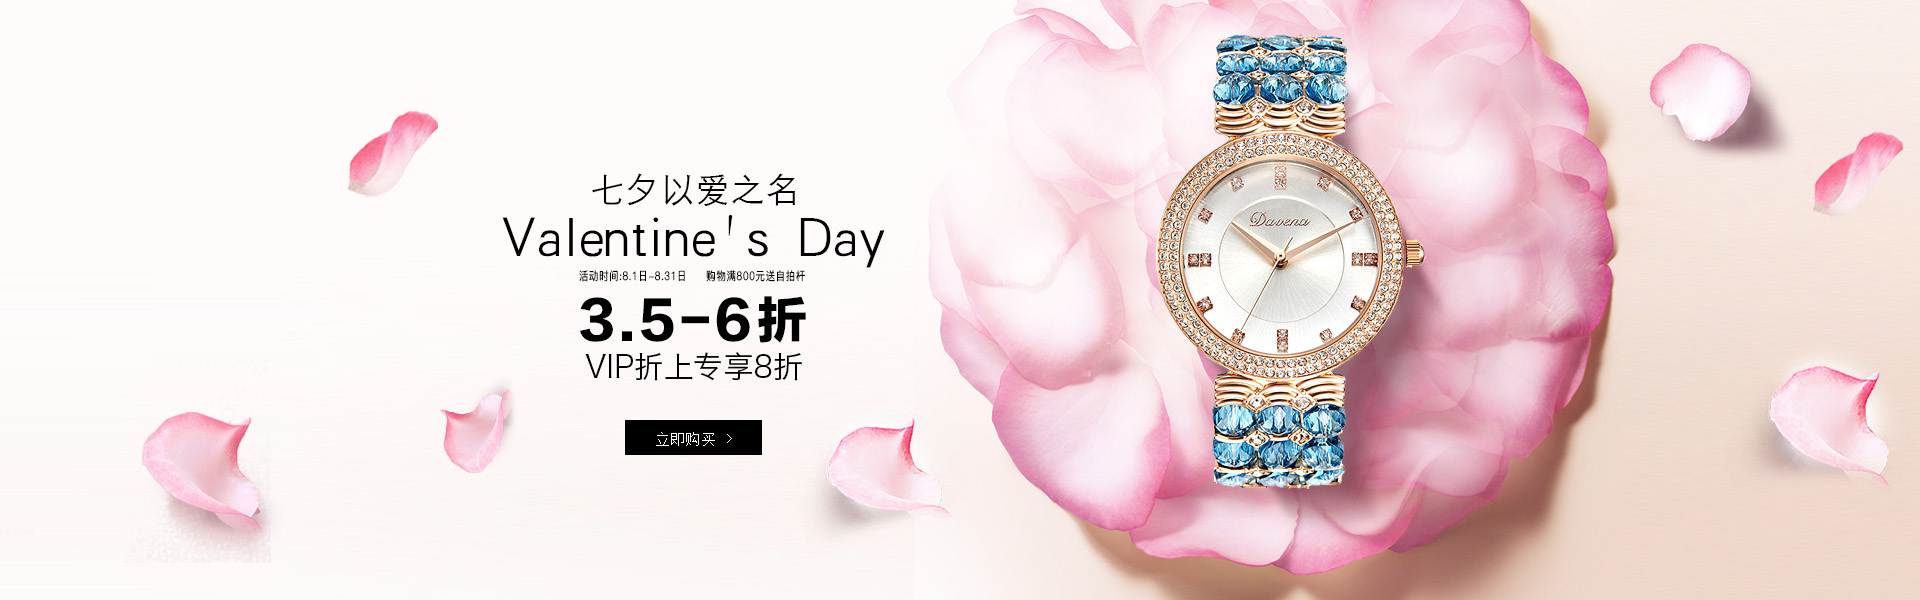 七夕以爱之名
Valentine's Day
活动时间:8.1日-8.31日 购物满800元送自拍杆
3.5-6折
VIP折上专享8折
立即购买 >
Davena